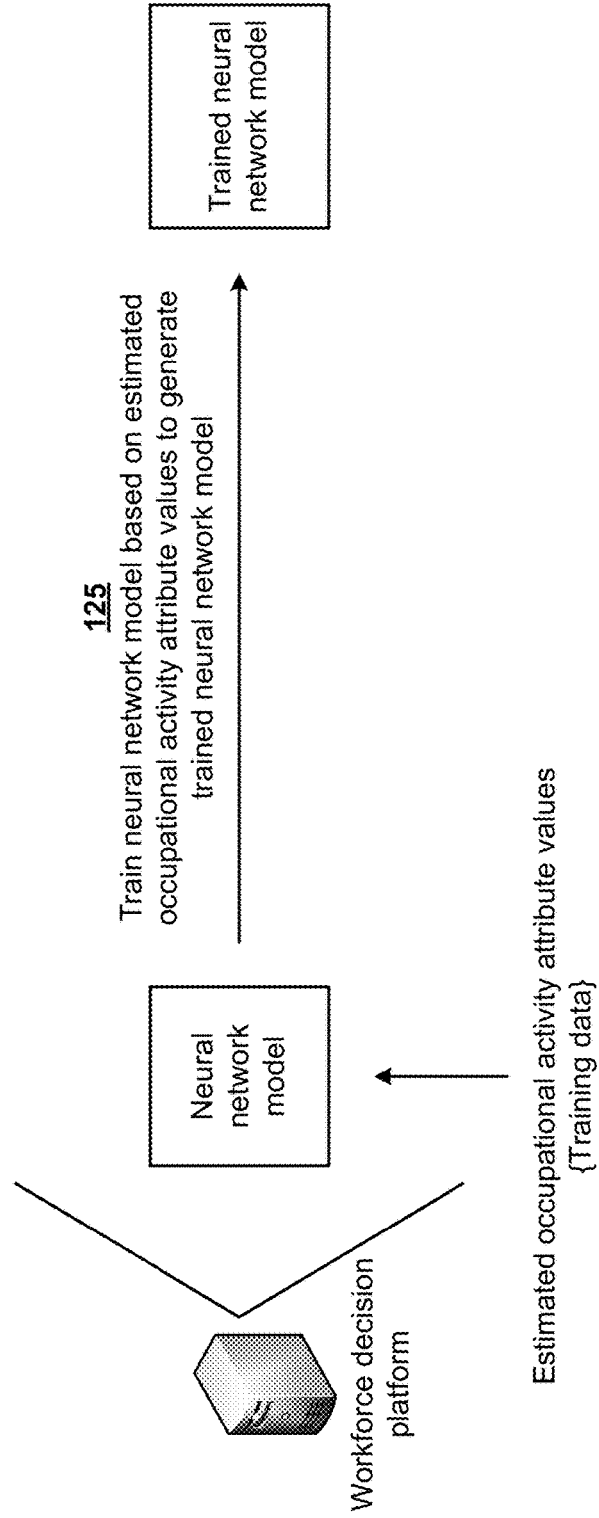 125
Train neural network model based on estimated
occupational activity attribute values to generate
trained neural network model
Workforce decision
platform
Neural
network
model
Trained neural
network model
Estimated occupational activity attribute values
{Training data}